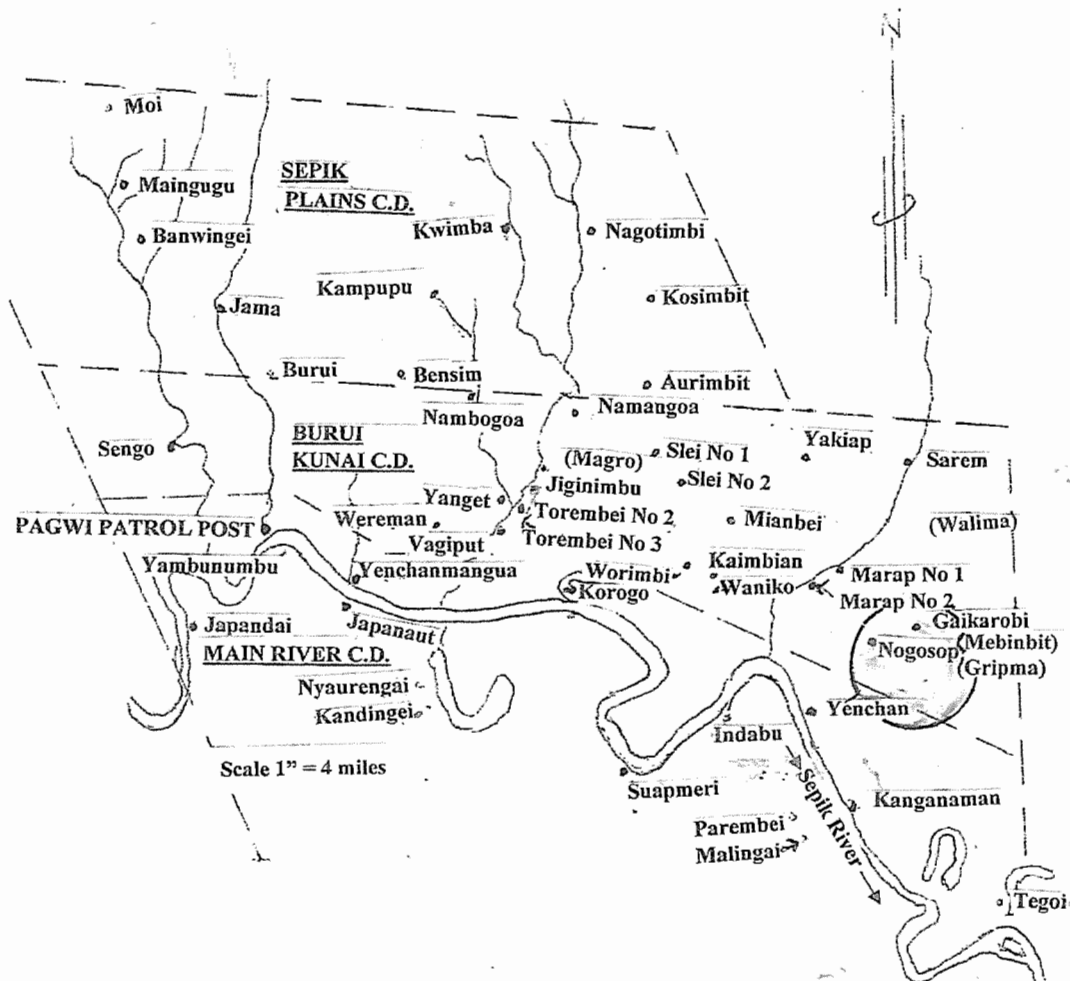 N
Moi
Maingugu
SEPIK
PLAINS C.D.
Banwingei
Kwimba
Nagotimbi
Kampupu
Kosimbit
Jama
Burui
Bensim
Aurimbit
Nambogoa
Namangoa
BURUI
KUNAI C.D.
Sengo
Yakiap
(Magro)
Slei No 1
Sarem
Jiginimbu
Slei No 2
Yanget
Torembei No 2
Wereman
Mianbei
(Walima)
PAGWI PATROL POST
Vagiput
Torembei No 3
Yambunumbu
Yenchanmangua
Worimbi
Kaimbian
Korogo
Waniko
Marap No 1
Marap No 2
Japandai
Japanaut
Gaikarobi
MAIN RIVER C.D.
Nogosop
(Mebinbit)
(Gripma)
Nyaurengai
Kandingei
Yenchan
Indabu
Scale 1” = 4 miles
Suapmeri
Sepik River
Kanganaman
Parembei
Malingai
Tegoi